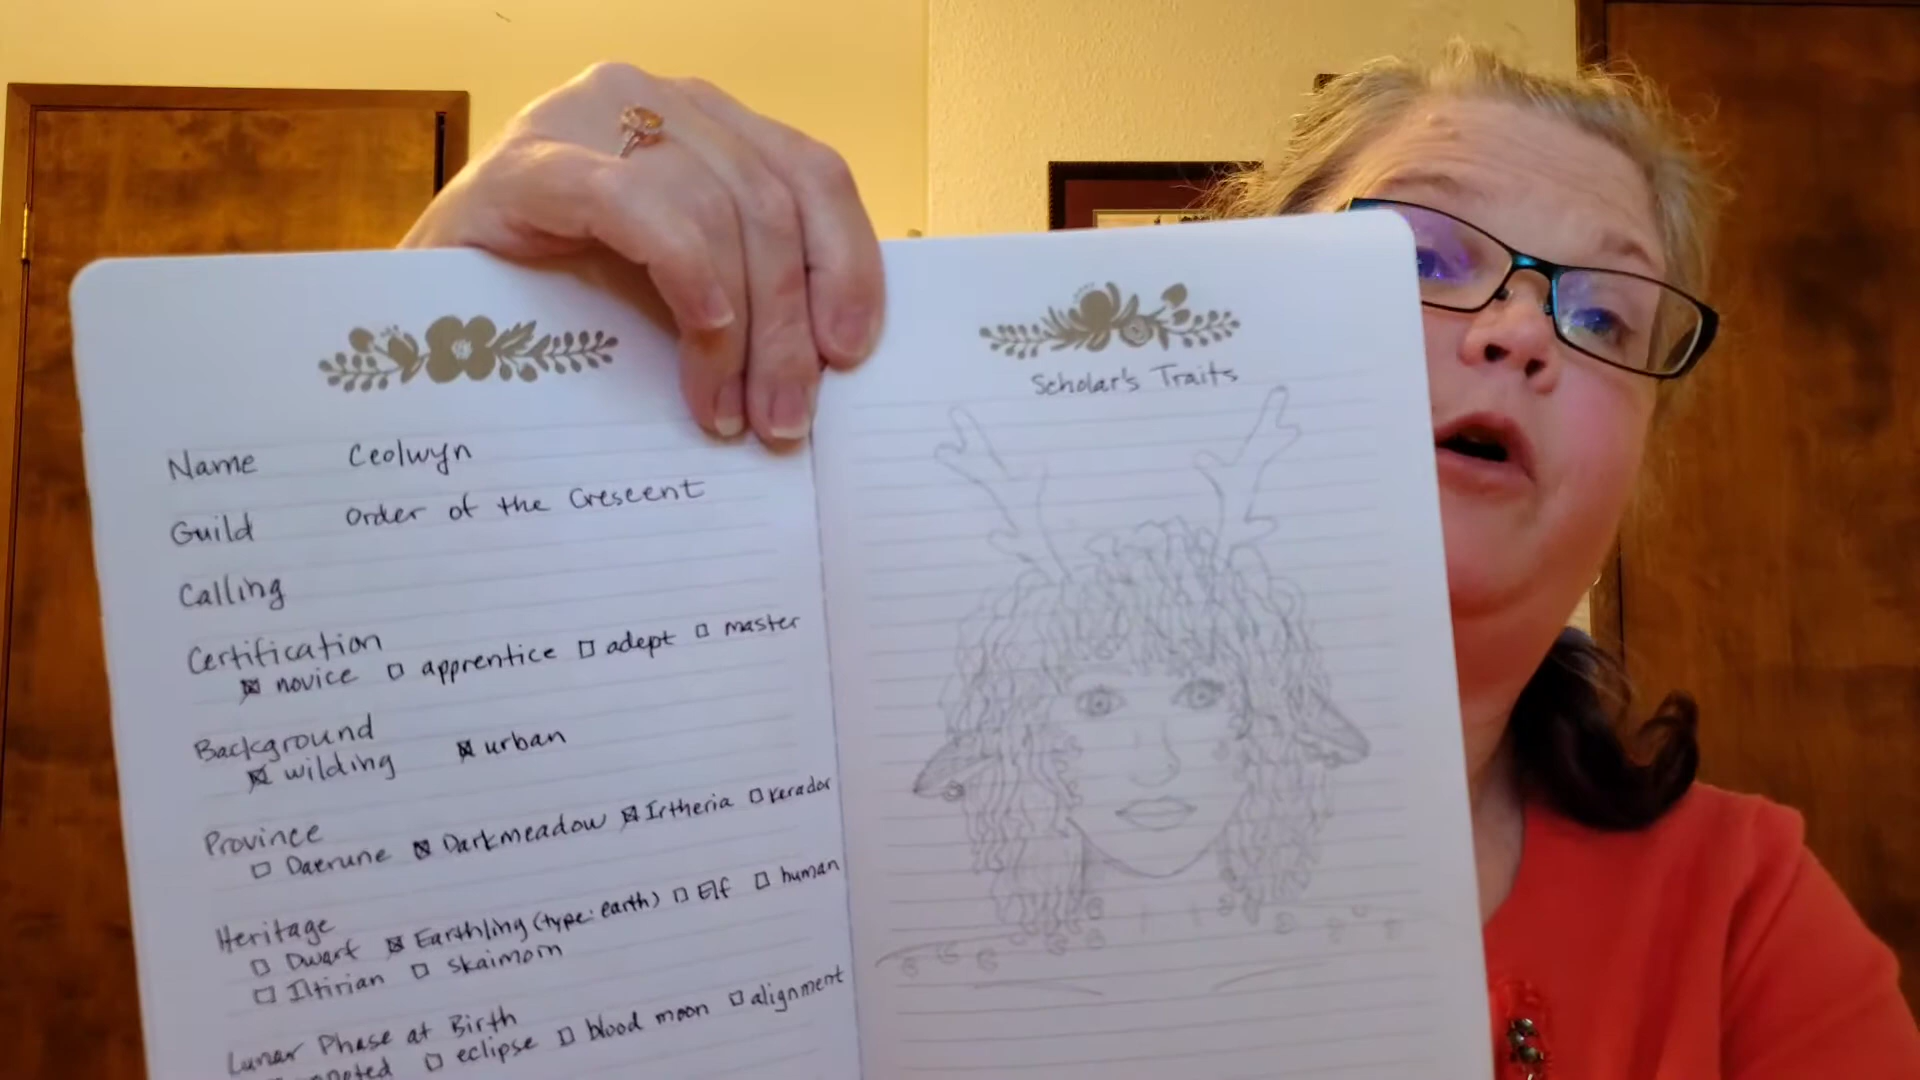 Name Ceolwyn
Guild Order of the Crescent
Calling
Certification
☒ novice ☐ apprentice ☐ adept ☐ master
Background
☒ wilding ☒ urban
Province
☐ Daerune ☒ Darkmeadow ☒ Irtheria ☐ Kerador
Heritage
☐ Dwarf ☒ Earthling (type: earth) ☐ Elf ☐ human
☐ Iltirian ☐ Skaimorn
Lunar Phase at Birth
☐ eclipse ☐ blood moon ☐ alignment
Scholar's Traits